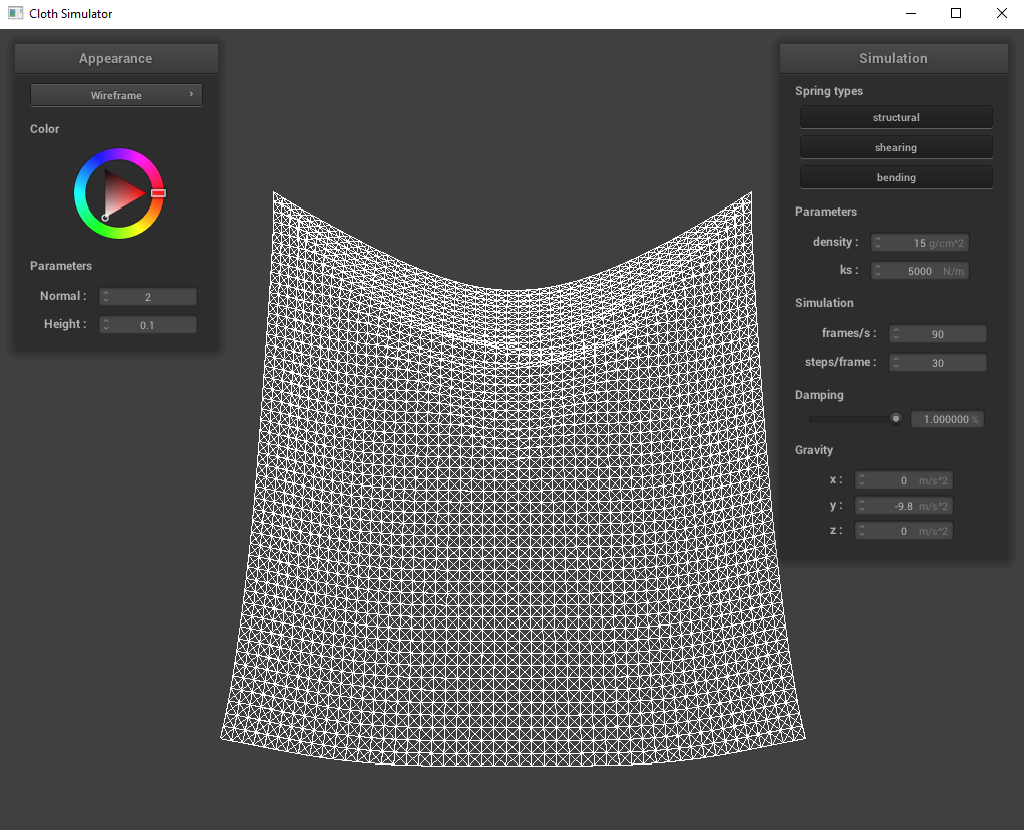 Cloth Simulator
Appearance
Wireframe
Color
Parameters
Normal : 2
Height : 0.1
Simulation
Spring types
structural
shearing
bending
Parameters
density : 15 g/cm^2
ks : 5000 N/m
Simulation
frames/s : 90
steps/frame : 30
Damping
1.000000 %
Gravity
x : 0 m/s^2
y : -9.8 m/s^2
z : 0 m/s^2